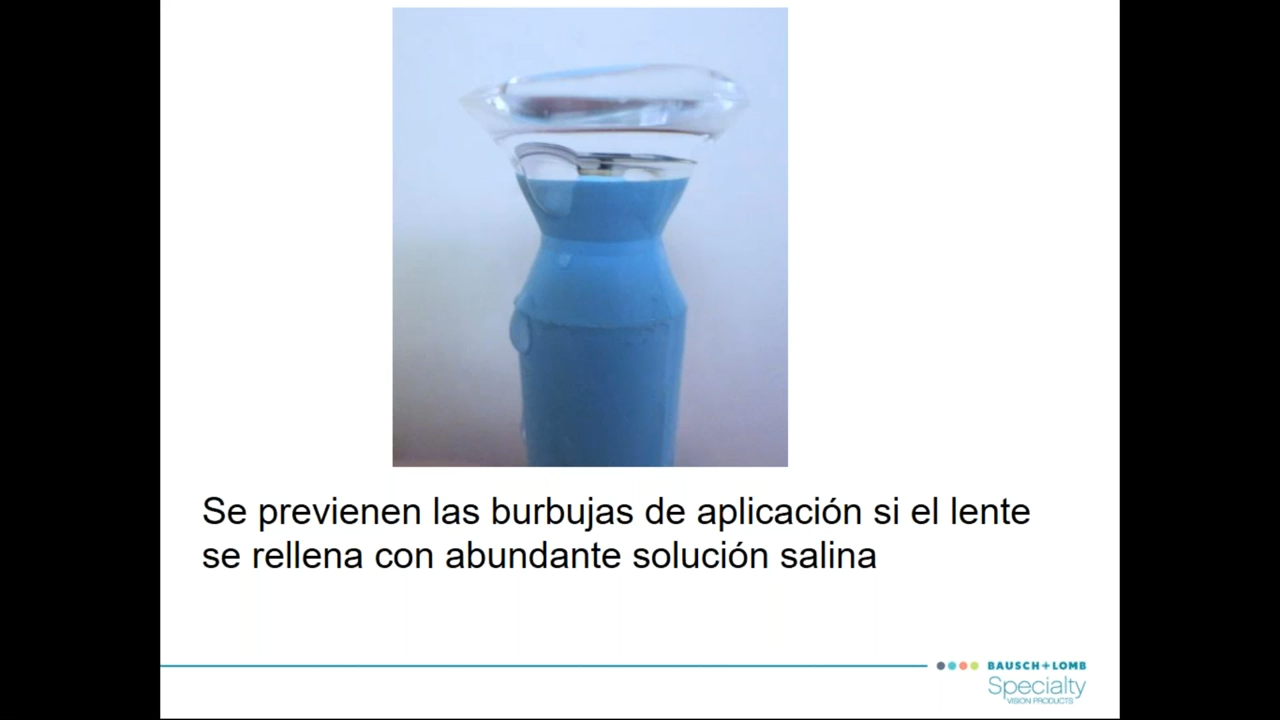 Se previenen las burbujas de aplicación si el lente
se rellena con abundante solución salina
BAUSCH + LOMB
Specialty
VISION PRODUCTS